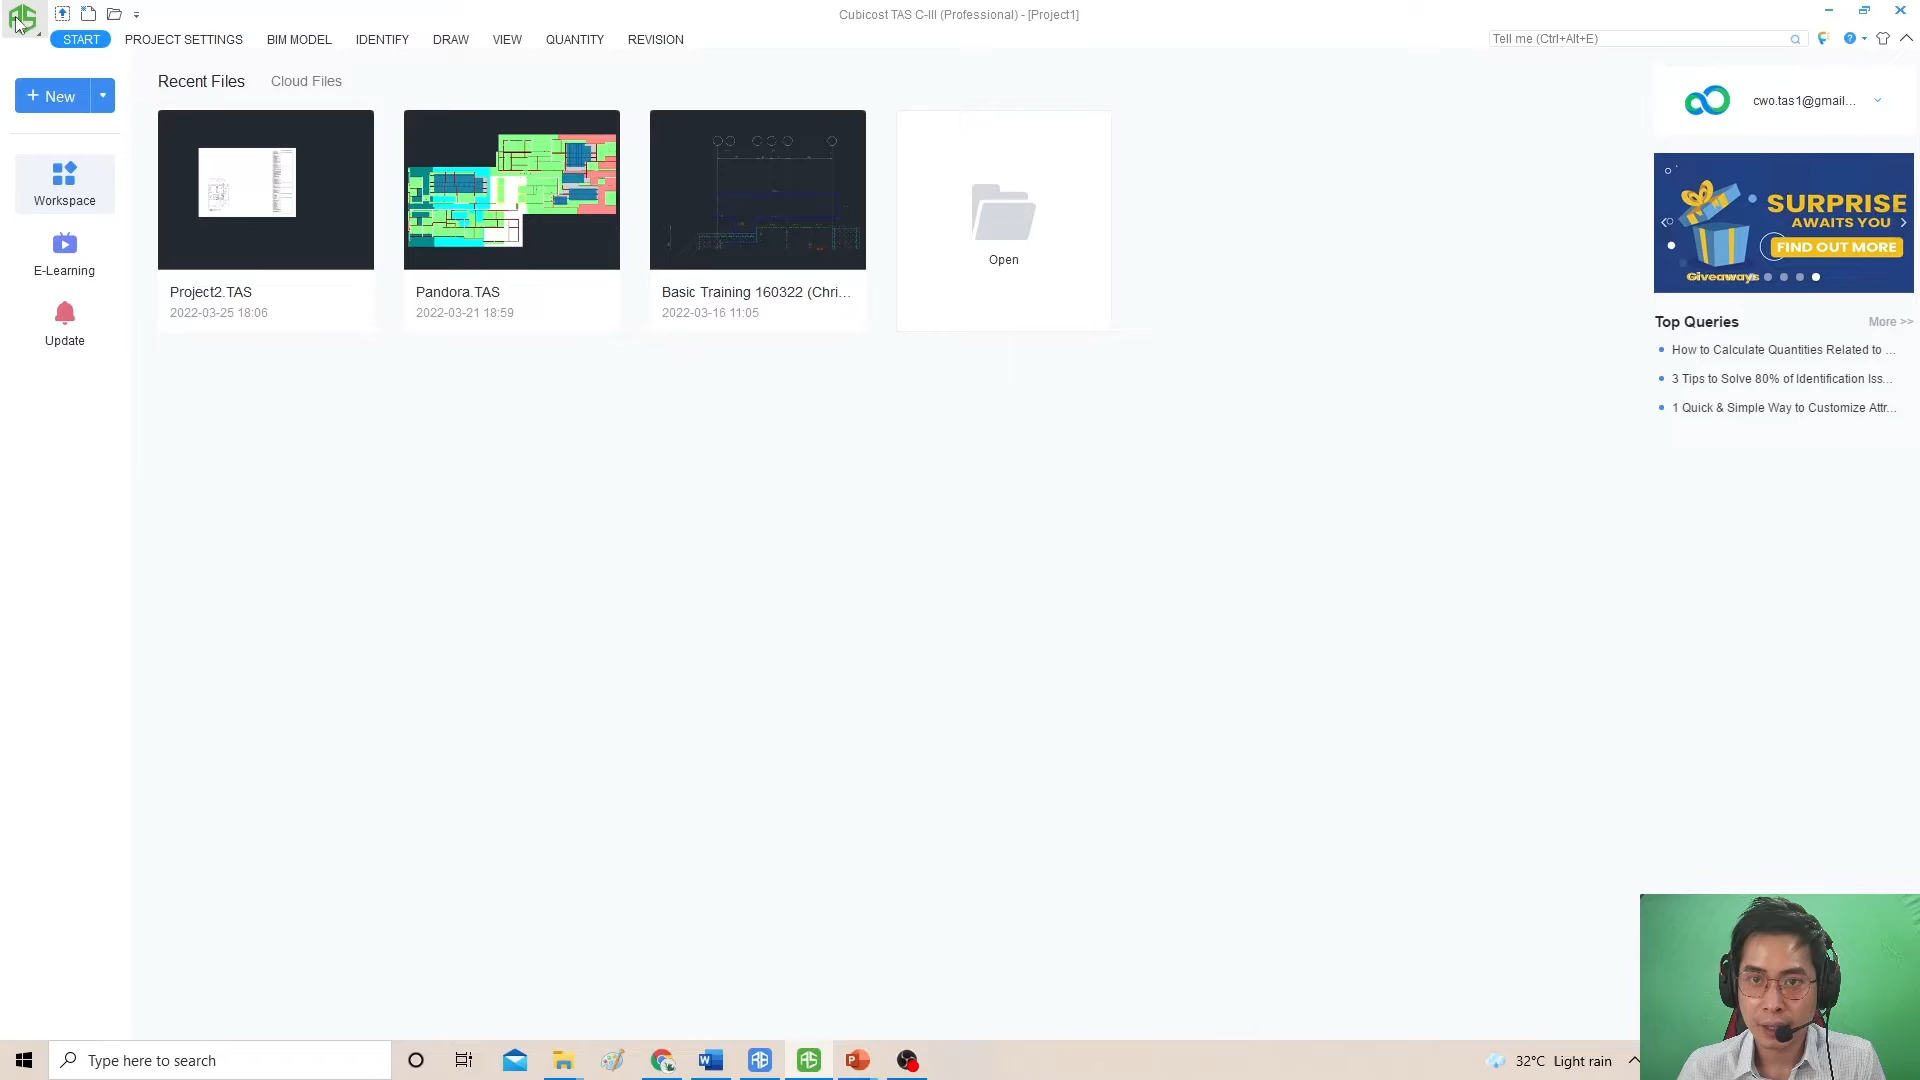 Cubicost TAS C-III (Professional) - [Project1]
START PROJECT SETTINGS BIM MODEL IDENTIFY DRAW VIEW QUANTITY REVISION
Tell me (Ctrl+Alt+E)
+ New
Workspace
E-Learning
Update
Recent Files Cloud Files
Project2.TAS
2022-03-25 18:06
Pandora.TAS
2022-03-21 18:59
Basic Training 160322 (Chri...
2022-03-16 11:05
Open
cwo.tas1@gmail...
SURPRISE
AWAITS YOU
FIND OUT MORE
Giveaways
Top Queries More >>
How to Calculate Quantities Related to ...
3 Tips to Solve 80% of Identification Iss...
1 Quick & Simple Way to Customize Attr...
Type here to search
32°C Light rain